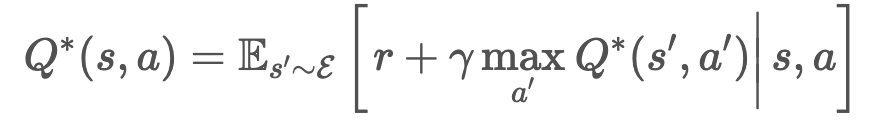 Q*(s, a) = 𝔼_{s′∼ℰ} [ r + γ max_{a′} Q*(s′, a′) | s, a ]